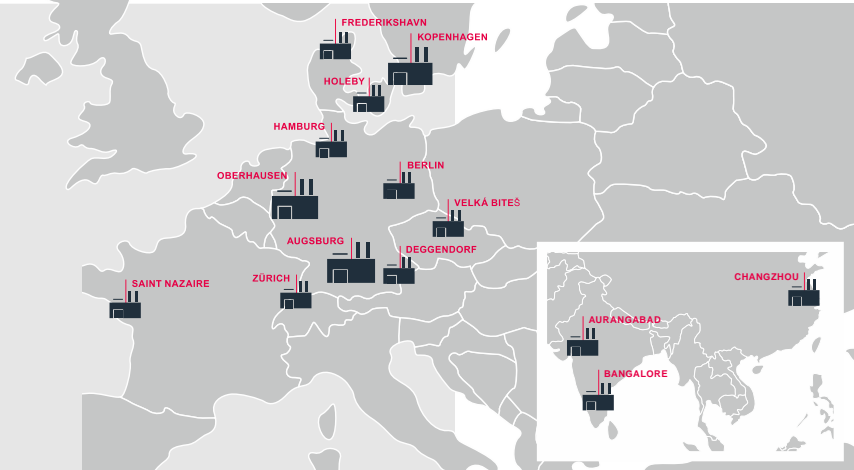 FREDERIKSHAVN
KOPENHAGEN
HOLEBY
HAMBURG
BERLIN
OBERHAUSEN
VELKÁ BITEŠ
AUGSBURG
DEGGENDORF
ZÜRICH
SAINT NAZAIRE
CHANGZHOU
AURANGABAD
BANGALORE